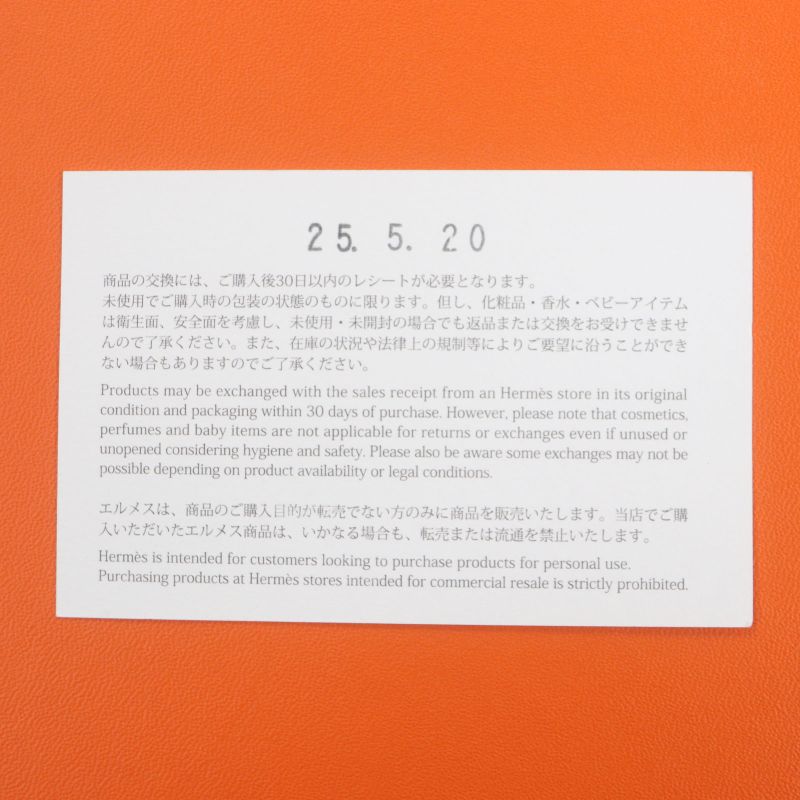 25. 5. 20
商品の交換には、ご購入後30日以内のレシートが必要となります。
未使用でご購入時の包装の状態のものに限ります。但し、化粧品・香水・ベビーアイテム
は衛生面、安全面を考慮し、未使用・未開封の場合でも返品または交換をお受けできませ
んので了承ください。また、在庫の状況や法律上の規制等によりご要望に沿うことができ
ない場合もありますのでご了承ください。
Products may be exchanged with the sales receipt from an Hermès store in its original
condition and packaging within 30 days of purchase. However, please note that cosmetics,
perfumes and baby items are not applicable for returns or exchanges even if unused or
unopened considering hygiene and safety. Please also be aware some exchanges may not be
possible depending on product availability or legal conditions.
エルメスは、商品のご購入目的が転売でない方のみに商品を販売いたします。当店でご購
入いただいたエルメス商品は、いかなる場合も、転売または流通を禁止いたします。
Hermès is intended for customers looking to purchase products for personal use.
Purchasing products at Hermès stores intended for commercial resale is strictly prohibited.